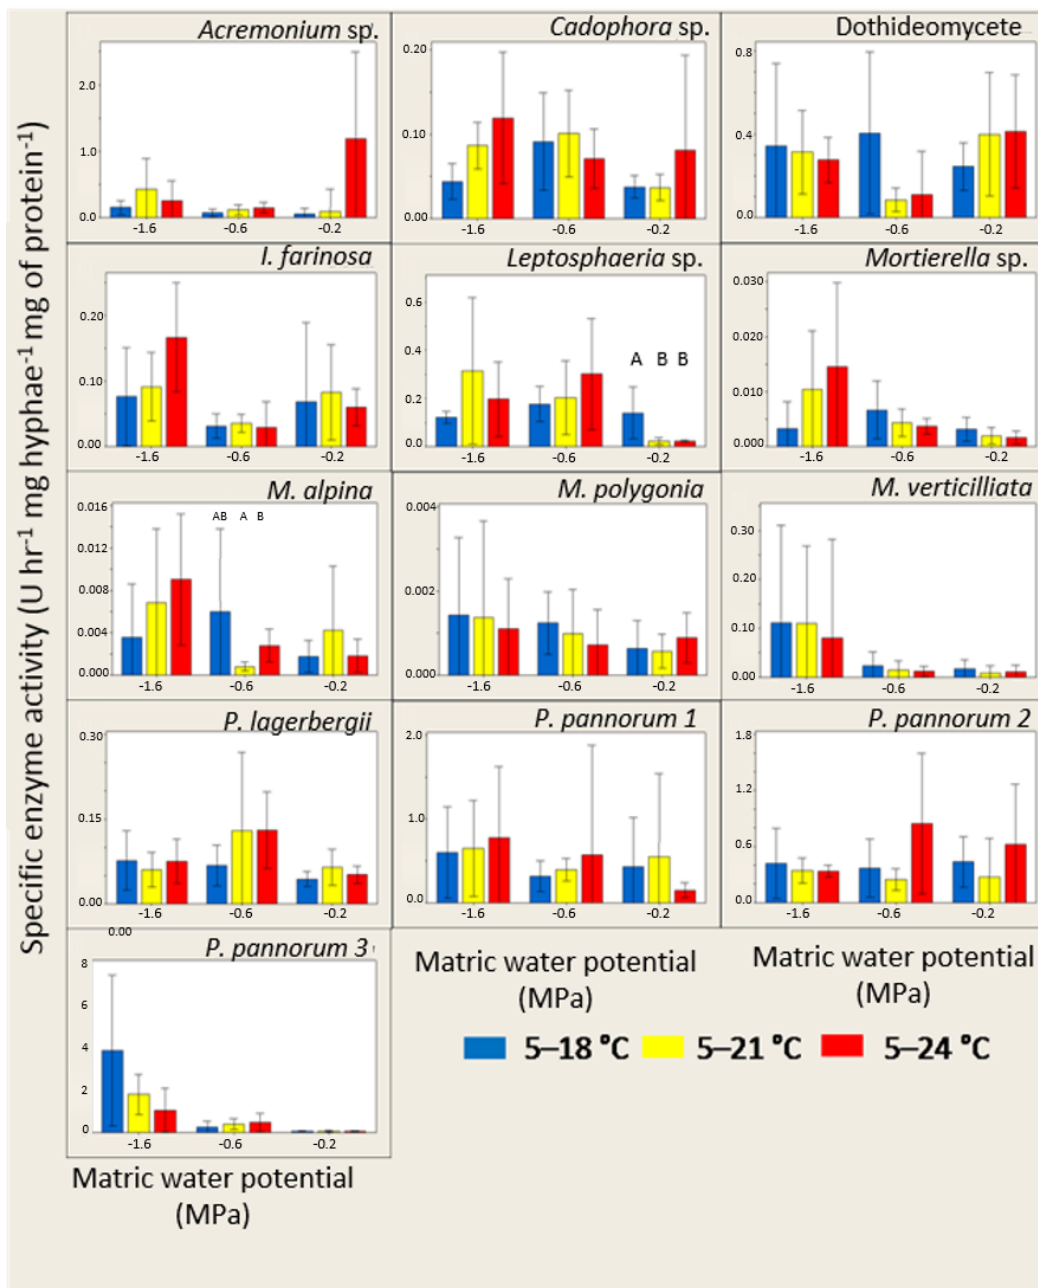 Specific enzyme activity (U hr-1 mg hyphae-1 mg of protein-1)
Acremonium sp.
2.0
1.0
0.0
-1.6 -0.6 -0.2
Cadophora sp.
0.20
0.10
0.00
-1.6 -0.6 -0.2
Dothideomycete
0.8
0.4
0.0
-1.6 -0.6 -0.2
I. farinosa
0.20
0.10
0.00
-1.6 -0.6 -0.2
Leptosphaeria sp.
0.6
0.4
A B B
0.2
0.0
-1.6 -0.6 -0.2
Mortierella sp.
0.030
0.020
0.010
0.000
-1.6 -0.6 -0.2
M. alpina
0.016
AB A B
0.012
0.008
0.004
0.000
-1.6 -0.6 -0.2
M. polygonia
0.004
0.002
0.000
-1.6 -0.6 -0.2
M. verticilliata
0.30
0.20
0.10
0.00
-1.6 -0.6 -0.2
P. lagerbergii
0.30
0.15
0.00
-1.6 -0.6 -0.2
P. pannorum 1
2.0
1.0
0.0
-1.6 -0.6 -0.2
P. pannorum 2
1.8
1.2
0.6
0.0
-1.6 -0.6 -0.2
0.00
P. pannorum 3
8
6
4
2
0
-1.6 -0.6 -0.2
Matric water potential
(MPa)
Matric water potential
(MPa)
5–18 °C 5–21 °C 5–24 °C
Matric water potential
(MPa)